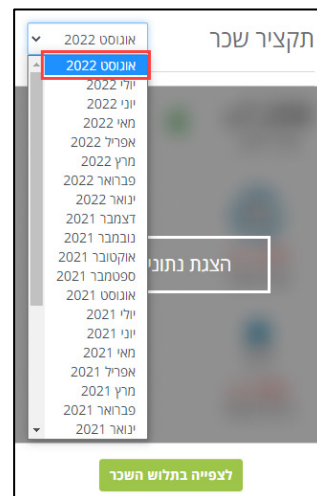 תקציר שכר
אוגוסט 2022
אוגוסט 2022
יולי 2022
יוני 2022
מאי 2022
אפריל 2022
מרץ 2022
פברואר 2022
ינואר 2022
דצמבר 2021
נובמבר 2021
אוקטובר 2021
ספטמבר 2021
אוגוסט 2021
יולי 2021
יוני 2021
מאי 2021
אפריל 2021
מרץ 2021
פברואר 2021
ינואר 2021
הצגת נתוני
לצפייה בתלוש השכר